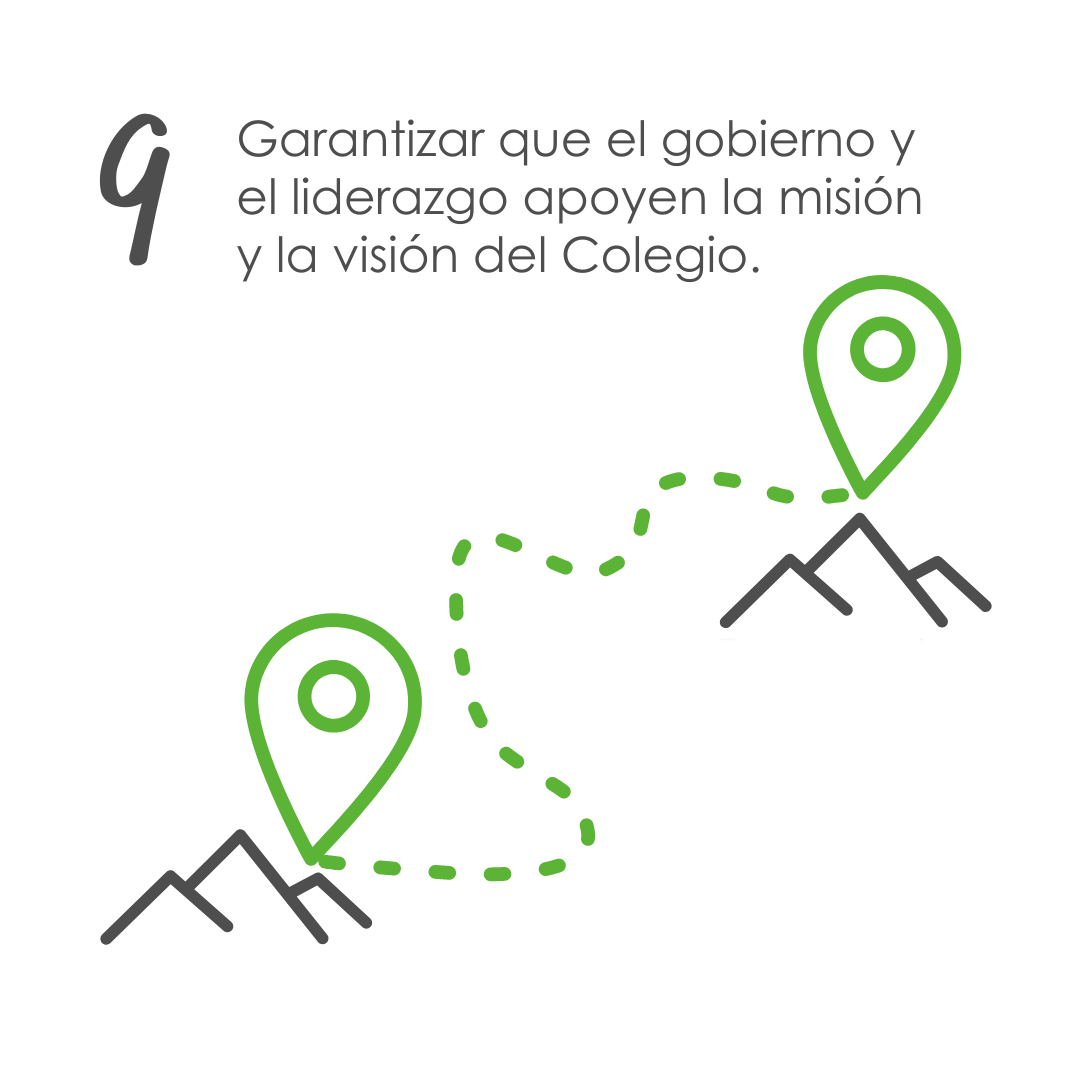 9
Garantizar que el gobierno y
el liderazgo apoyen la misión
y la visión del Colegio.